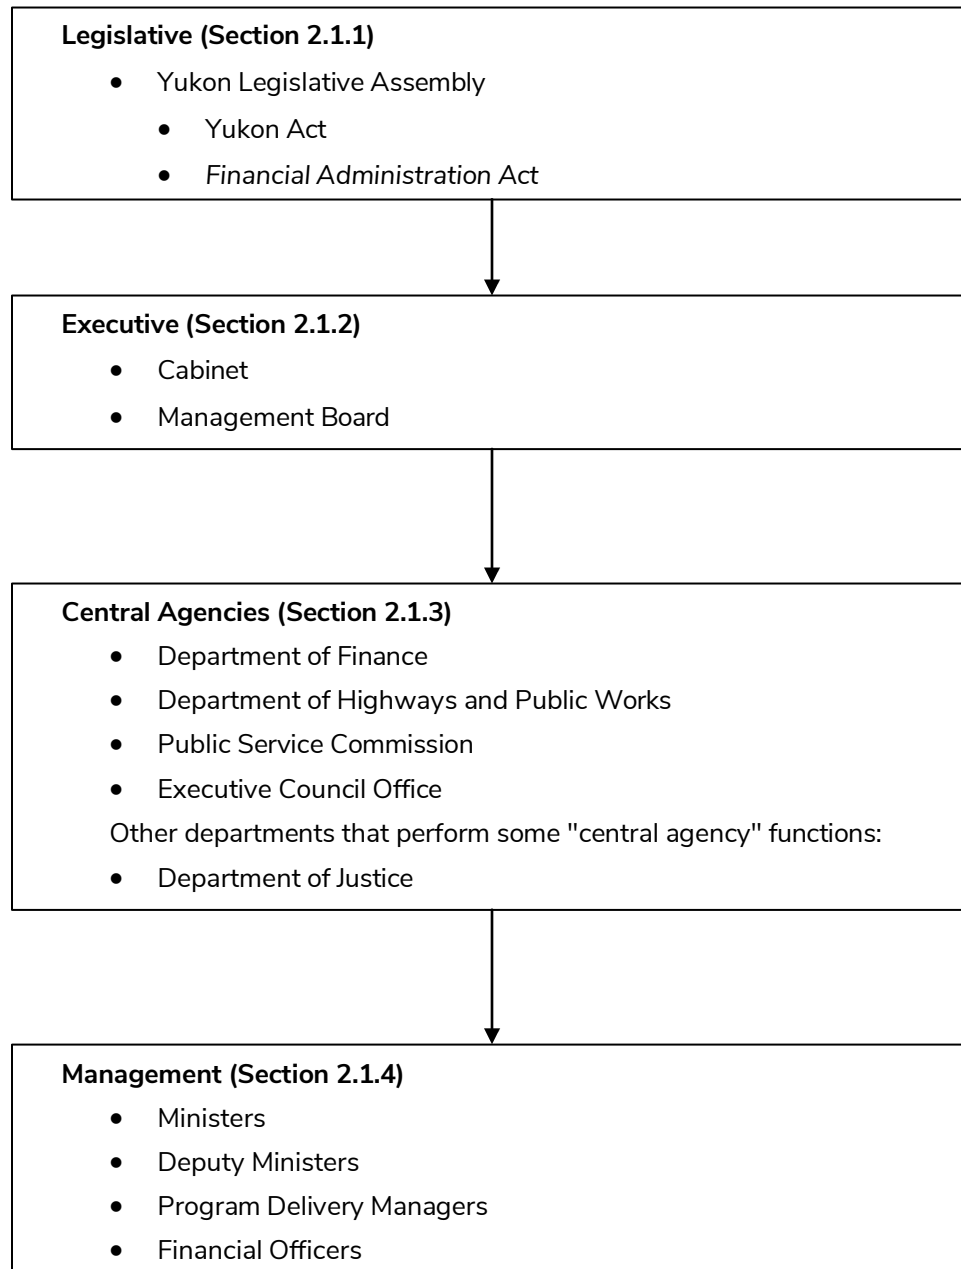 Legislative (Section 2.1.1)
• Yukon Legislative Assembly
• Yukon Act
• Financial Administration Act
Executive (Section 2.1.2)
• Cabinet
• Management Board
Central Agencies (Section 2.1.3)
• Department of Finance
• Department of Highways and Public Works
• Public Service Commission
• Executive Council Office
Other departments that perform some "central agency" functions:
• Department of Justice
Management (Section 2.1.4)
• Ministers
• Deputy Ministers
• Program Delivery Managers
• Financial Officers